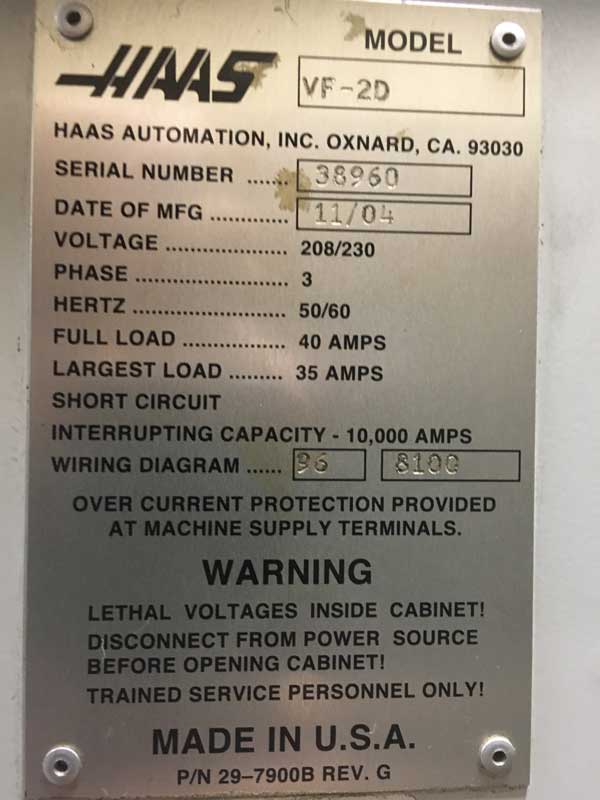 HAAS
MODEL
VF-2D
HAAS AUTOMATION, INC. OXNARD, CA. 93030
SERIAL NUMBER ...... 38960
DATE OF MFG ............ 11/04
VOLTAGE ................... 208/230
PHASE ........................ 3
HERTZ ........................ 50/60
FULL LOAD ................ 40 AMPS
LARGEST LOAD ......... 35 AMPS
SHORT CIRCUIT
INTERRUPTING CAPACITY - 10,000 AMPS
WIRING DIAGRAM ...... 96 8100
OVER CURRENT PROTECTION PROVIDED
AT MACHINE SUPPLY TERMINALS.
WARNING
LETHAL VOLTAGES INSIDE CABINET!
DISCONNECT FROM POWER SOURCE
BEFORE OPENING CABINET!
TRAINED SERVICE PERSONNEL ONLY!
MADE IN U.S.A.
P/N 29-7900B REV. G